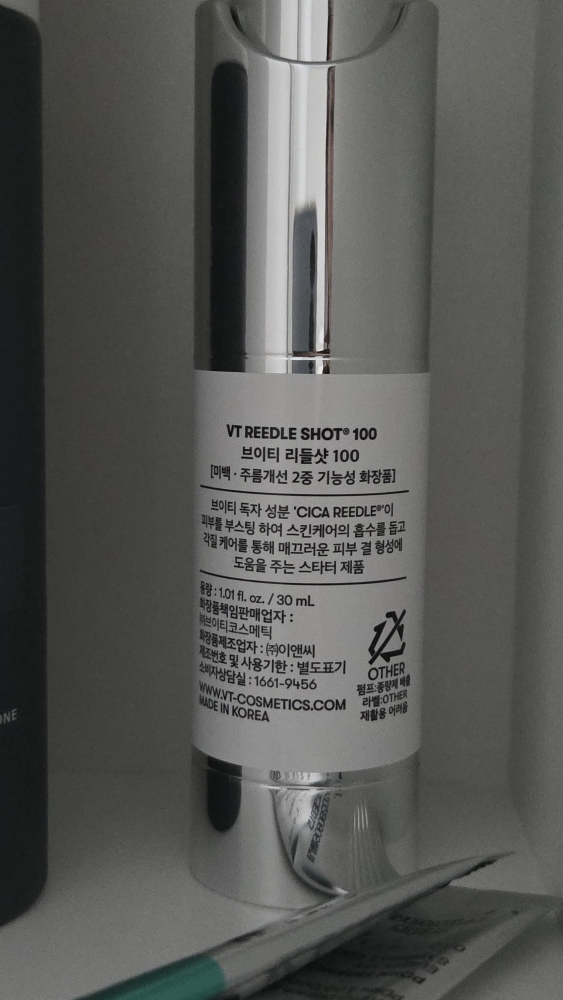 VT REEDLE SHOT® 100
브이티 리들샷 100
[미백 · 주름개선 2중 기능성 화장품]
브이티 독자 성분 'CICA REEDLE®'이
피부를 부스팅 하여 스킨케어의 흡수를 돕고
각질 케어를 통해 매끄러운 피부 결 형성에
도움을 주는 스타터 제품
용량 : 1.01 fl. oz. / 30 mL
화장품책임판매업자 :
㈜브이티코스메틱
화장품제조업자 : ㈜이앤씨
제조번호 및 사용기한 : 별도표기
소비자상담실 : 1661-9456
WWW.VT-COSMETICS.COM
MADE IN KOREA
OTHER
펌프:종량제 배출
라벨:OTHER
재활용 어려움
ONE